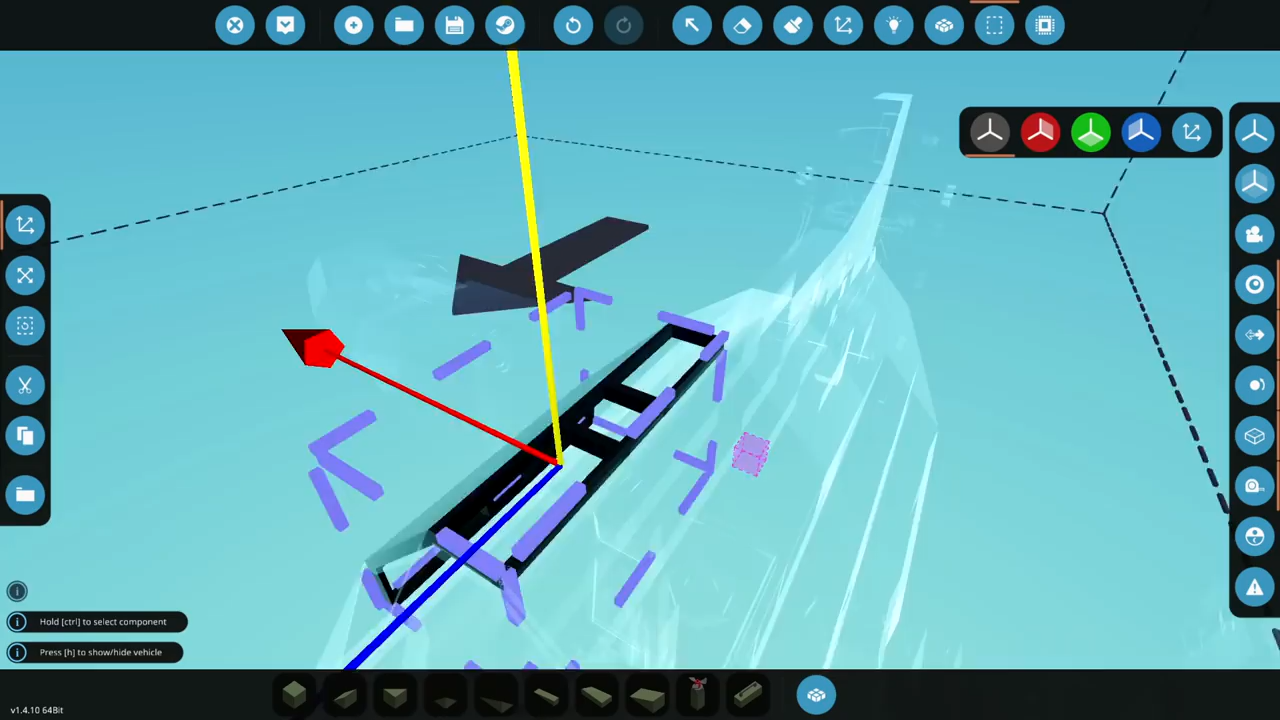 Hold [ctrl] to select component
Press [h] to show/hide vehicle
v1.4.10 64Bit